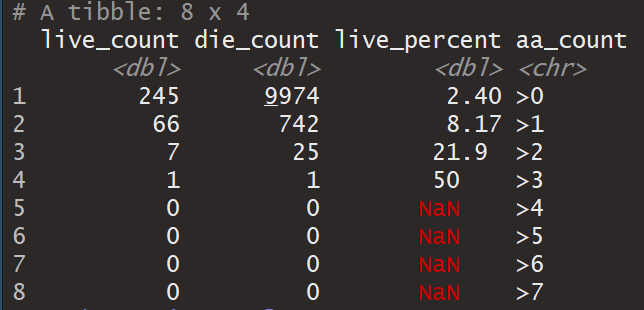 # A tibble: 8 x 4
live_count die_count live_percent aa_count
<dbl> <dbl> <dbl> <chr>
1 245 9974 2.40 >0
2 66 742 8.17 >1
3 7 25 21.9 >2
4 1 1 50 >3
5 0 0 NaN >4
6 0 0 NaN >5
7 0 0 NaN >6
8 0 0 NaN >7